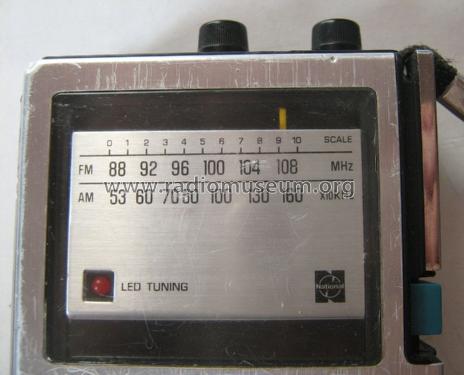 0 1 2 3 4 5 6 7 8 9 10 SCALE
FM 88 92 96 100 104 108 MHz
© www.radiomuseum.org
AM 53 60 70 80 100 130 160 x10KHz
LED TUNING
National